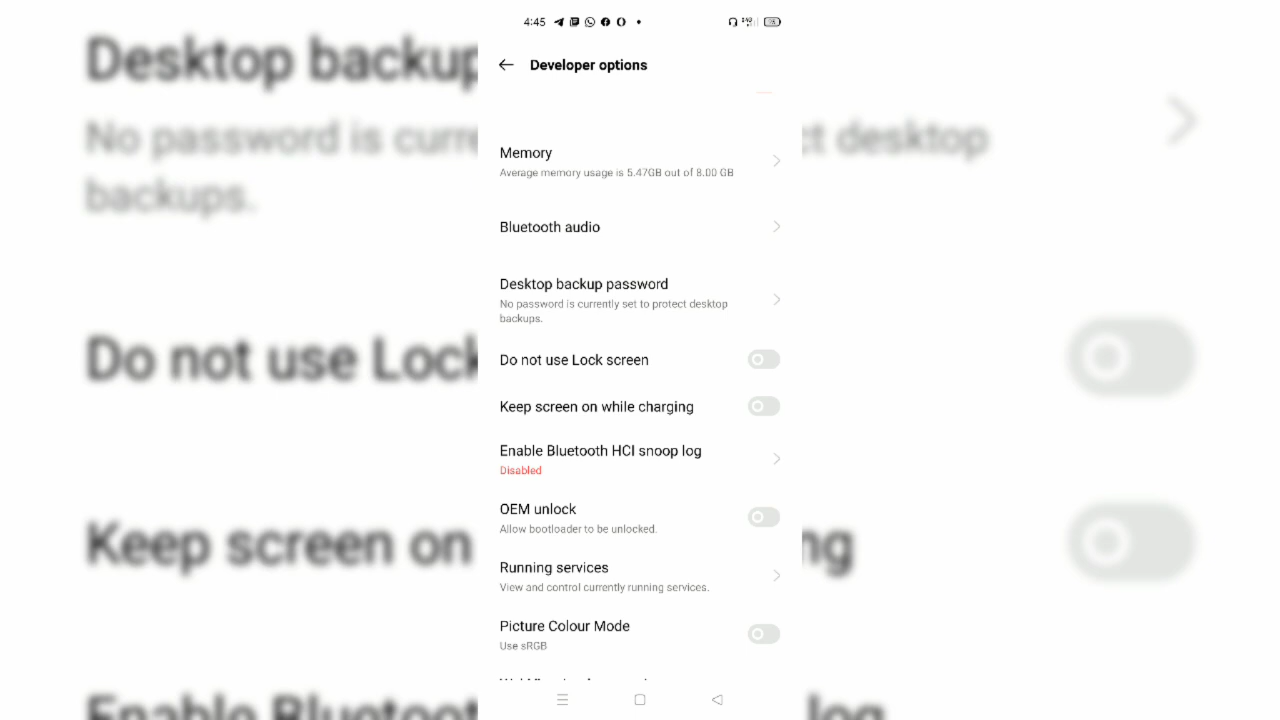 4:45
Developer options
Memory
Average memory usage is 5.47GB out of 8.00 GB
Bluetooth audio
Desktop backup password
No password is currently set to protect desktop
backups.
Do not use Lock screen
Keep screen on while charging
Enable Bluetooth HCI snoop log
Disabled
OEM unlock
Allow bootloader to be unlocked.
Running services
View and control currently running services.
Picture Colour Mode
Use sRGB
Desktop backup
No password is curre
ct desktop
backups.
Do not use Lock
Keep screen on
ng
Enable Bluetoot
log